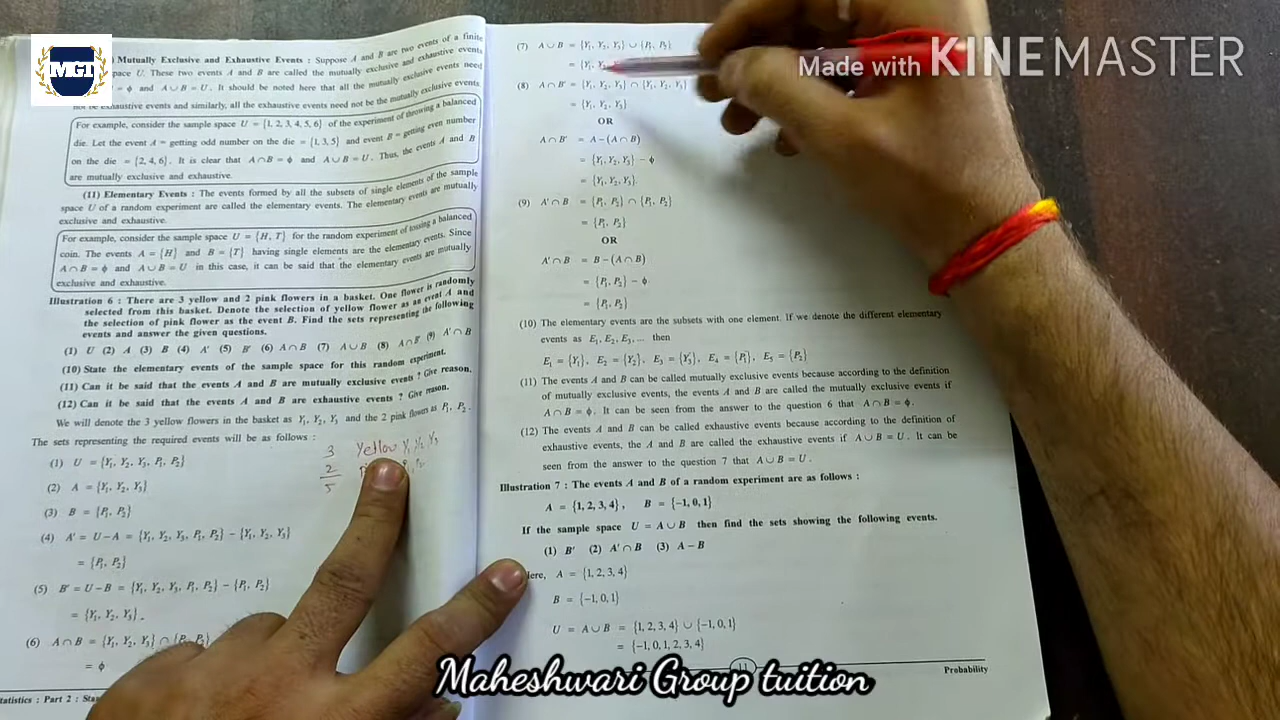 MGI
Mutually Exclusive and Exhaustive Events : Suppose A and B are two events of a finite
space U. These two events A and B are called the mutually exclusive and exhaustive events
= ϕ and A∪B = U. It should be noted here that all the mutually exclusive events need
not be exhaustive events and similarly, all the exhaustive events need not be the mutually exclusive events
For example, consider the sample space U = {1, 2, 3, 4, 5, 6} of the experiment of throwing a balanced
die. Let the event A = getting odd number on the die = {1, 3, 5} and event B = getting even number
on the die = {2, 4, 6}. It is clear that A∩B = ϕ and A∪B = U. Thus, the events A and B
are mutually exclusive and exhaustive.
(11) Elementary Events : The events formed by all the subsets of single elements of the sample
space U of a random experiment are called the elementary events. The elementary events are mutually
exclusive and exhaustive.
For example, consider the sample space U = {H, T} for the random experiment of tossing a balanced
coin. The events A = {H} and B = {T} having single elements are the elementary events. Since
A∩B = ϕ and A∪B = U in this case, it can be said that the elementary events are mutually
exclusive and exhaustive.
Illustration 6 : There are 3 yellow and 2 pink flowers in a basket. One flower is randomly
selected from this basket. Denote the selection of yellow flower as an event A and
the selection of pink flower as the event B. Find the sets representing the following
events and answer the given questions.
(1) U (2) A (3) B (4) A' (5) B' (6) A∩B (7) A∪B (8) A∩B' (9) A'∩B
(10) State the elementary events of the sample space for this random experiment.
(11) Can it be said that the events A and B are mutually exclusive events ? Give reason.
(12) Can it be said that the events A and B are exhaustive events ? Give reason.
We will denote the 3 yellow flowers in the basket as Y₁, Y₂, Y₃ and the 2 pink flowers as P₁, P₂.
The sets representing the required events will be as follows :
3 Yellow Y₁ Y₂ Y₃
2
5
(1) U = {Y₁, Y₂, Y₃, P₁, P₂}
(2) A = {Y₁, Y₂, Y₃}
(3) B = {P₁, P₂}
(4) A' = U − A = {Y₁, Y₂, Y₃, P₁, P₂} − {Y₁, Y₂, Y₃}
= {P₁, P₂}
(5) B' = U − B = {Y₁, Y₂, Y₃, P₁, P₂} − {P₁, P₂}
= {Y₁, Y₂, Y₃}
(6) A∩B = {Y₁, Y₂, Y₃} ∩ {P₁, P₂}
= ϕ
Statistics : Part 2 :
(7) A∪B = {Y₁, Y₂, Y₃} ∪ {P₁, P₂}
= {Y₁, Y₂
(8) A∩B' = {Y₁, Y₂, Y₃} ∩ {Y₁, Y₂, Y₃}
= {Y₁, Y₂, Y₃}
OR
A∩B' = A − (A∩B)
= {Y₁, Y₂, Y₃} − ϕ
= {Y₁, Y₂, Y₃}
(9) A'∩B = {P₁, P₂} ∩ {P₁, P₂}
= {P₁, P₂}
OR
A'∩B = B − (A∩B)
= {P₁, P₂} − ϕ
= {P₁, P₂}
(10) The elementary events are the subsets with one element. If we denote the different elementary
events as E₁, E₂, E₃,... then
E₁ = {Y₁}, E₂ = {Y₂}, E₃ = {Y₃}, E₄ = {P₁}, E₅ = {P₂}
(11) The events A and B can be called mutually exclusive events because according to the definition
of mutually exclusive events, the events A and B are called the mutually exclusive events if
A∩B = ϕ. It can be seen from the answer to the question 6 that A∩B = ϕ.
(12) The events A and B can be called exhaustive events because according to the definition of
exhaustive events, the A and B are called the exhaustive events if A∪B = U. It can be
seen from the answer to the question 7 that A∪B = U.
Illustration 7 : The events A and B of a random experiment are as follows :
A = {1, 2, 3, 4}, B = {−1, 0, 1}
If the sample space U = A∪B then find the sets showing the following events.
(1) B' (2) A'∩B (3) A − B
Here, A = {1, 2, 3, 4}
B = {−1, 0, 1}
U = A∪B = {1, 2, 3, 4} ∪ {−1, 0, 1}
= {−1, 0, 1, 2, 3, 4}
11 Probability
Made with KINEMASTER
Maheshwari Group tuition